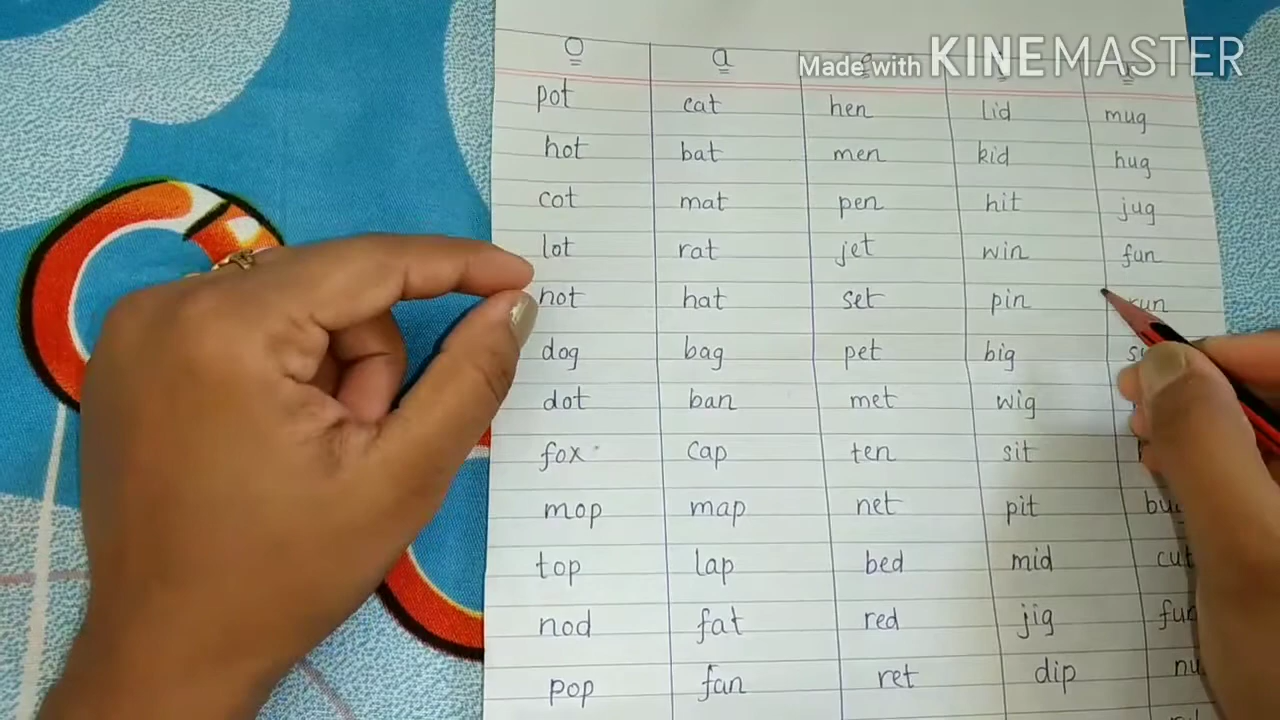 Made with KINEMASTER
o a
pot cat hen lid mug
hot bat men kid hug
cot mat pen hit jug
lot rat jet win fun
not hat set pin run
dog bag pet big
dot ban met wig
fox cap ten sit
mop map net pit
top lap bed mid cut
nod fat red jig
pop fan ret dip